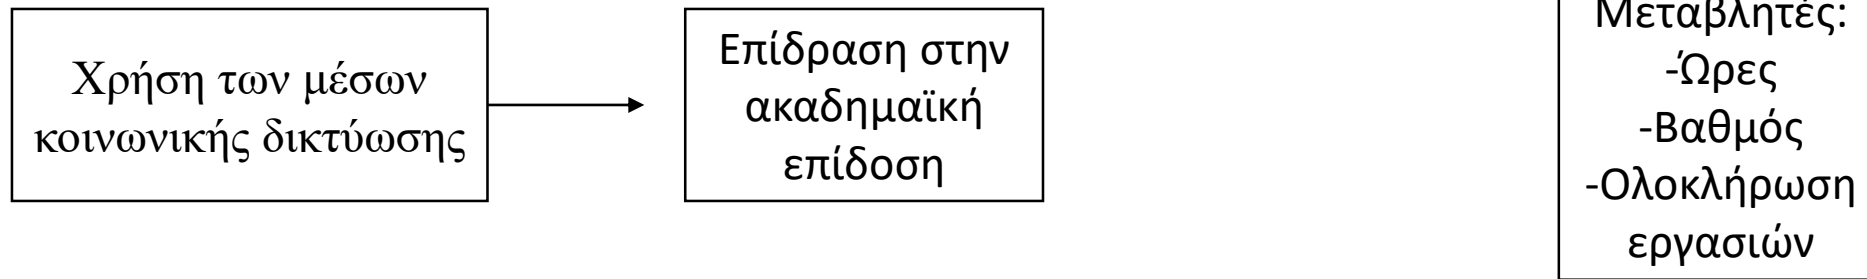 Χρήση των μέσων
κοινωνικής δικτύωσης
Επίδραση στην
ακαδημαϊκή
επίδοση
Μεταβλητές:
-Ώρες
-Βαθμός
-Ολοκλήρωση
εργασιών